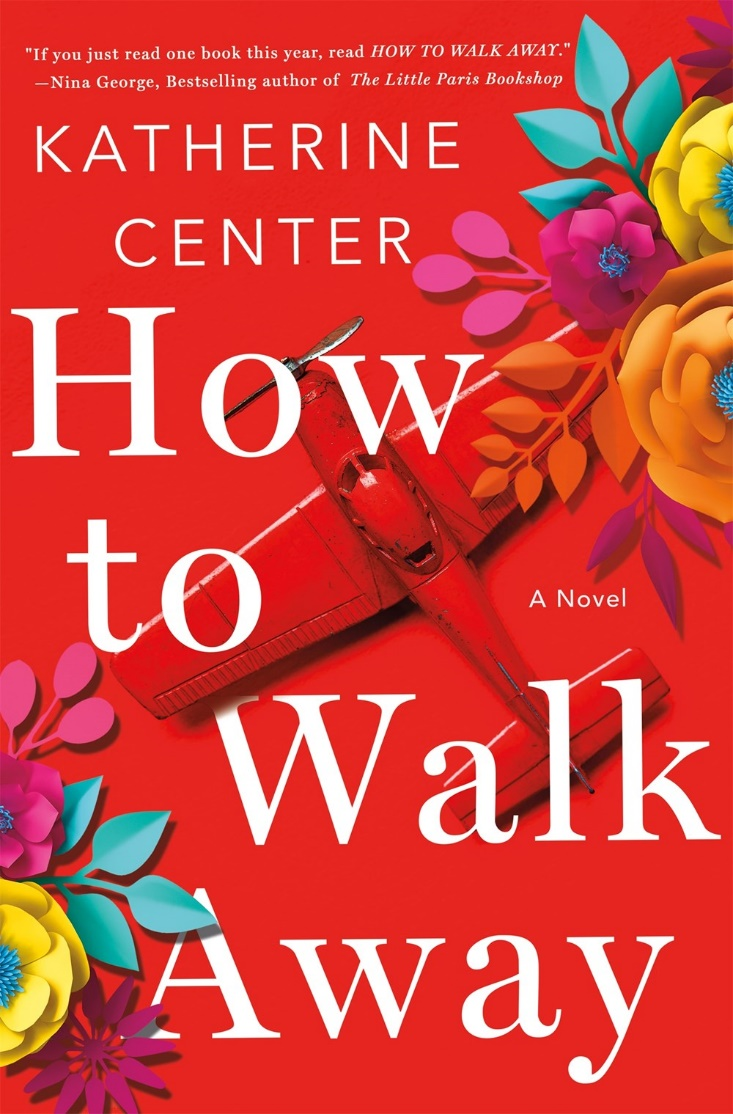 "If you just read one book this year, read HOW TO WALK AWAY."
—Nina George, Bestselling author of The Little Paris Bookshop
KATHERINE
CENTER
How
to
A Novel
Walk
Away